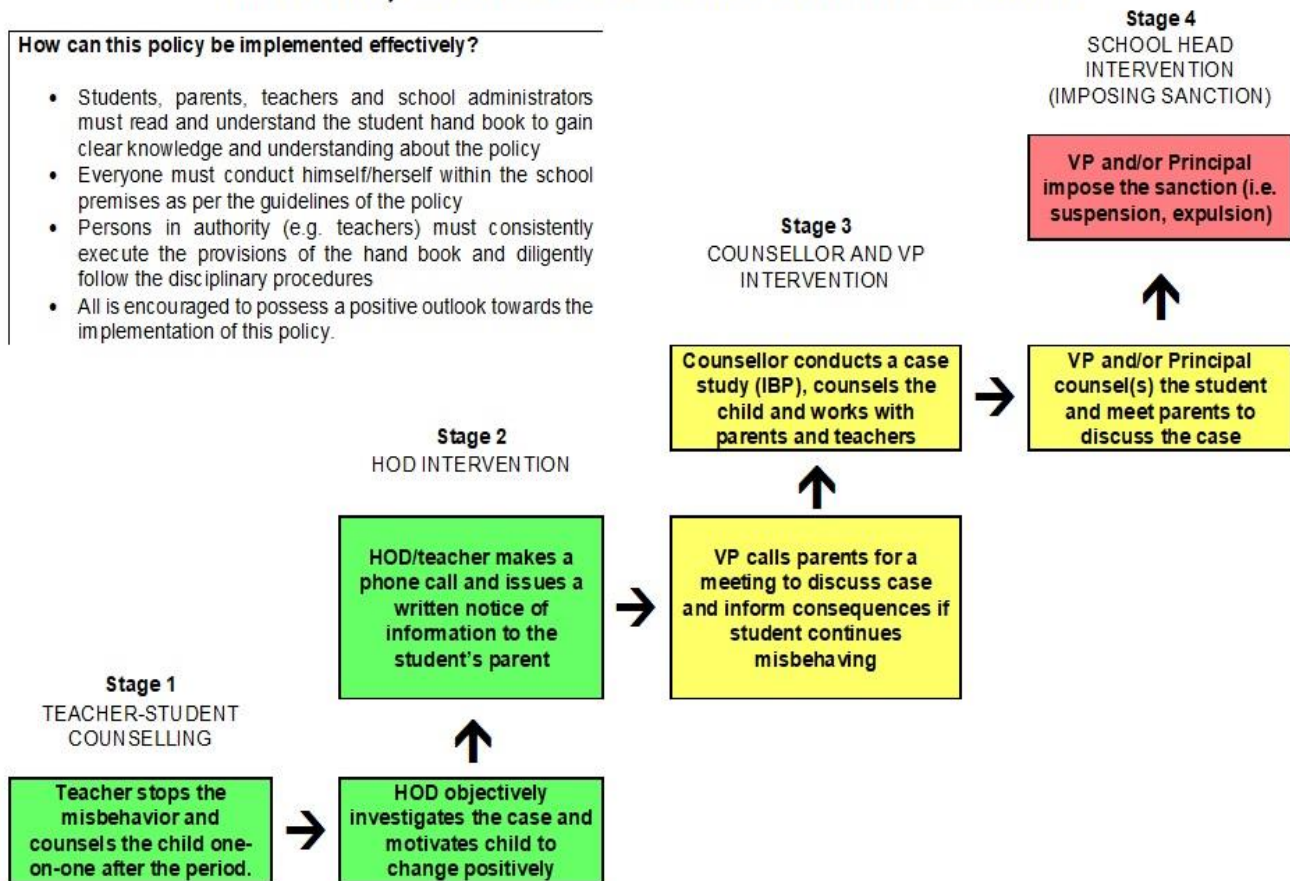 How can this policy be implemented effectively?
• Students, parents, teachers and school administrators
must read and understand the student hand book to gain
clear knowledge and understanding about the policy
• Everyone must conduct himself/herself within the school
premises as per the guidelines of the policy
• Persons in authority (e.g. teachers) must consistently
execute the provisions of the hand book and diligently
follow the disciplinary procedures
• All is encouraged to possess a positive outlook towards the
implementation of this policy.
Stage 4
SCHOOL HEAD
INTERVENTION
(IMPOSING SANCTION)
VP and/or Principal
impose the sanction (i.e.
suspension, expulsion)
Stage 3
COUNSELLOR AND VP
INTERVENTION
Counsellor conducts a case
study (IBP), counsels the
child and works with
parents and teachers
VP and/or Principal
counsel(s) the student
and meet parents to
discuss the case
Stage 2
HOD INTERVENTION
HOD/teacher makes a
phone call and issues a
written notice of
information to the
student's parent
VP calls parents for a
meeting to discuss case
and inform consequences if
student continues
misbehaving
Stage 1
TEACHER-STUDENT
COUNSELLING
Teacher stops the
misbehavior and
counsels the child one-
on-one after the period.
HOD objectively
investigates the case and
motivates child to
change positively